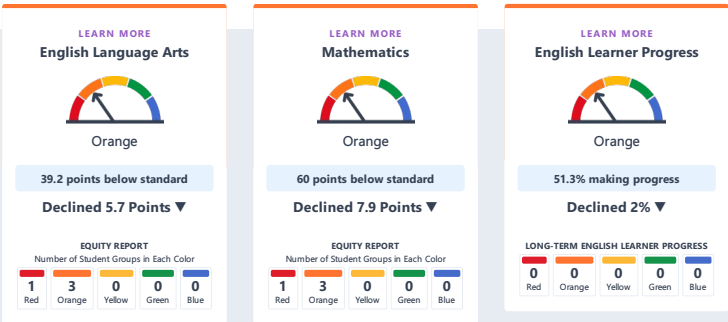 LEARN MORE
English Language Arts
Orange
39.2 points below standard
Declined 5.7 Points ▼
EQUITY REPORT
Number of Student Groups in Each Color
1 3 0 0 0
Red Orange Yellow Green Blue
LEARN MORE
Mathematics
Orange
60 points below standard
Declined 7.9 Points ▼
EQUITY REPORT
Number of Student Groups in Each Color
1 3 0 0 0
Red Orange Yellow Green Blue
LEARN MORE
English Learner Progress
Orange
51.3% making progress
Declined 2% ▼
LONG-TERM ENGLISH LEARNER PROGRESS
0 0 0 0 0
Red Orange Yellow Green Blue